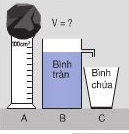 V = ?
100cm³
Bình
tràn
Bình
chứa
A
B
C